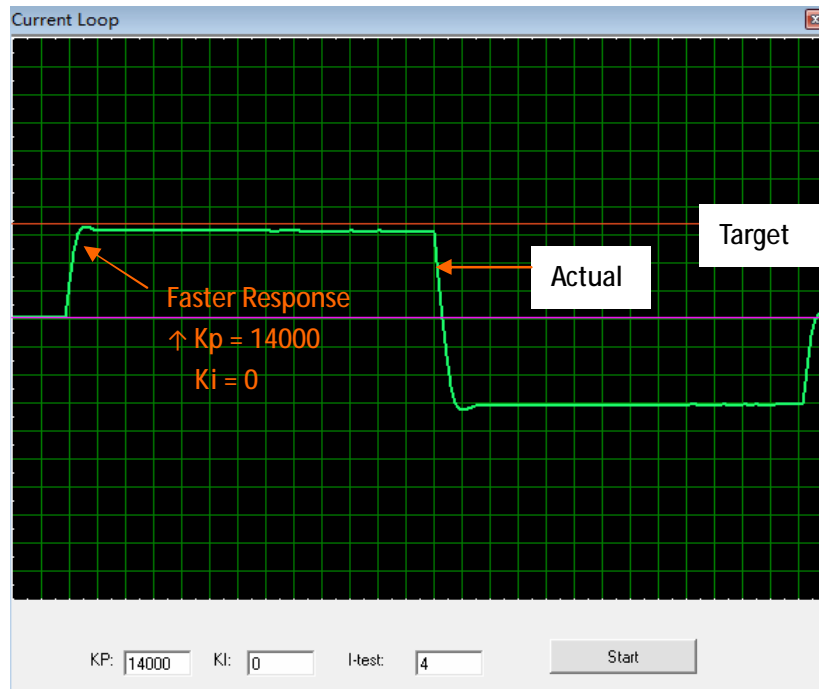 Current Loop
Target
Actual
Faster Response
↑ Kp = 14000
Ki = 0
KP: 14000 KI: 0 I-test: 4 Start